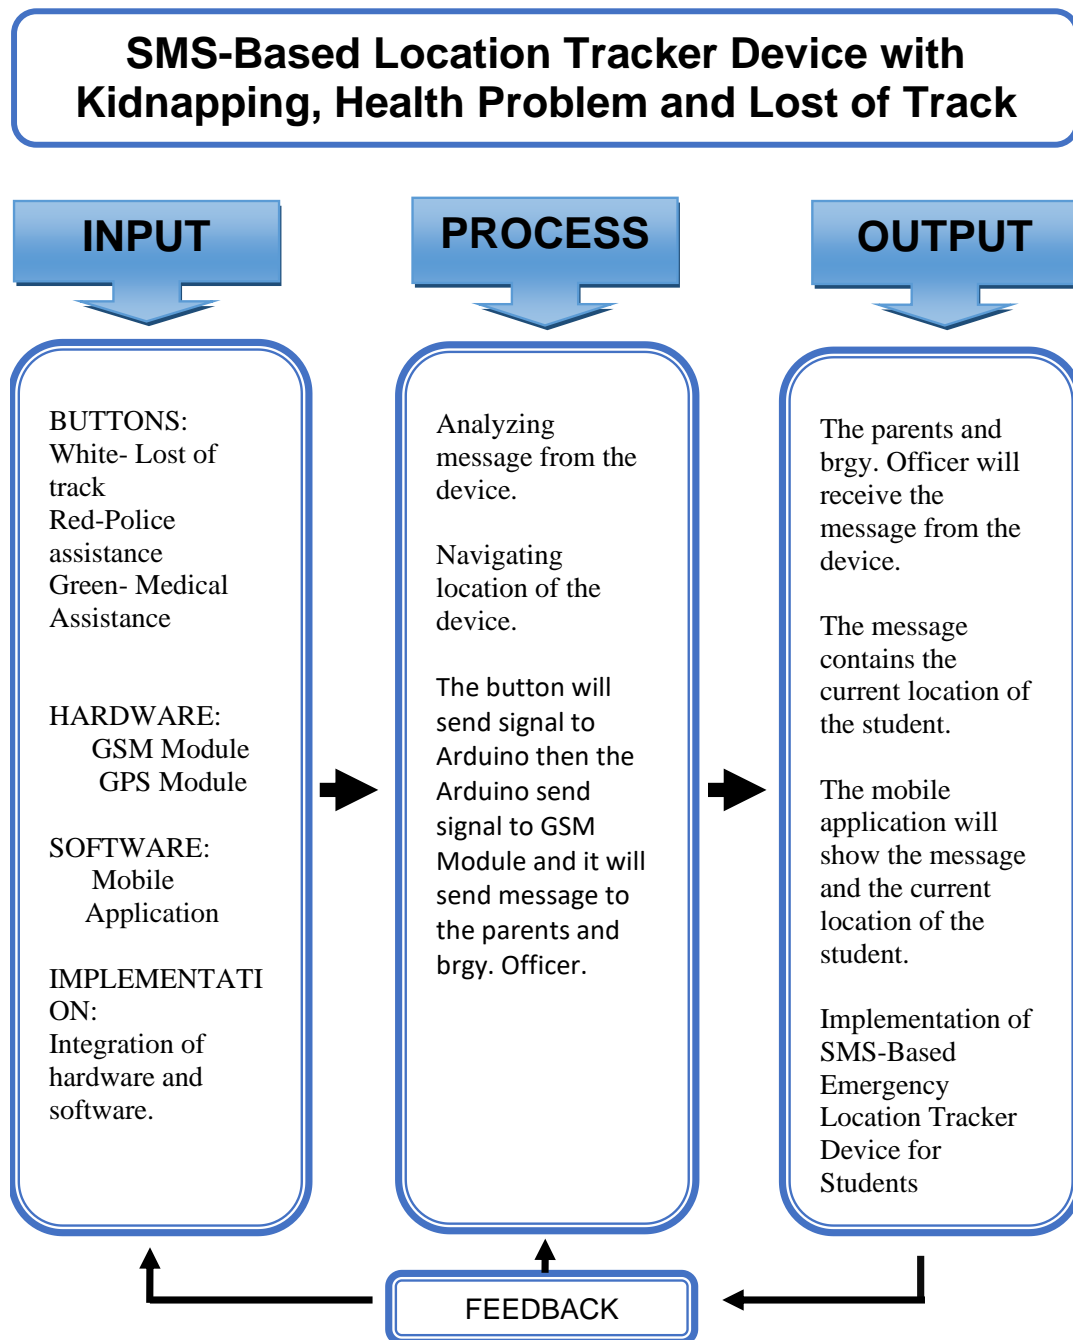 SMS-Based Location Tracker Device with
Kidnapping, Health Problem and Lost of Track
INPUT
BUTTONS:
White- Lost of
track
Red-Police
assistance
Green- Medical
Assistance
HARDWARE:
GSM Module
GPS Module
SOFTWARE:
Mobile
Application
IMPLEMENTATI
ON:
Integration of
hardware and
software.
PROCESS
Analyzing
message from the
device.
Navigating
location of the
device.
The button will
send signal to
Arduino then the
Arduino send
signal to GSM
Module and it will
send message to
the parents and
brgy. Officer.
OUTPUT
The parents and
brgy. Officer will
receive the
message from the
device.
The message
contains the
current location of
the student.
The mobile
application will
show the message
and the current
location of the
student.
Implementation of
SMS-Based
Emergency
Location Tracker
Device for
Students
FEEDBACK